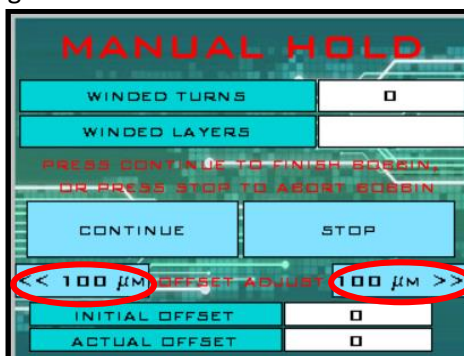 MANUAL HOLD
WINDED TURNS 0
WINDED LAYERS
PRESS CONTINUE TO FINISH BOBBIN,
OR PRESS STOP TO ABORT BOBBIN
CONTINUE STOP
<< 100 µM OFFSET ADJUST 100 µM >>
INITIAL OFFSET 0
ACTUAL OFFSET 0